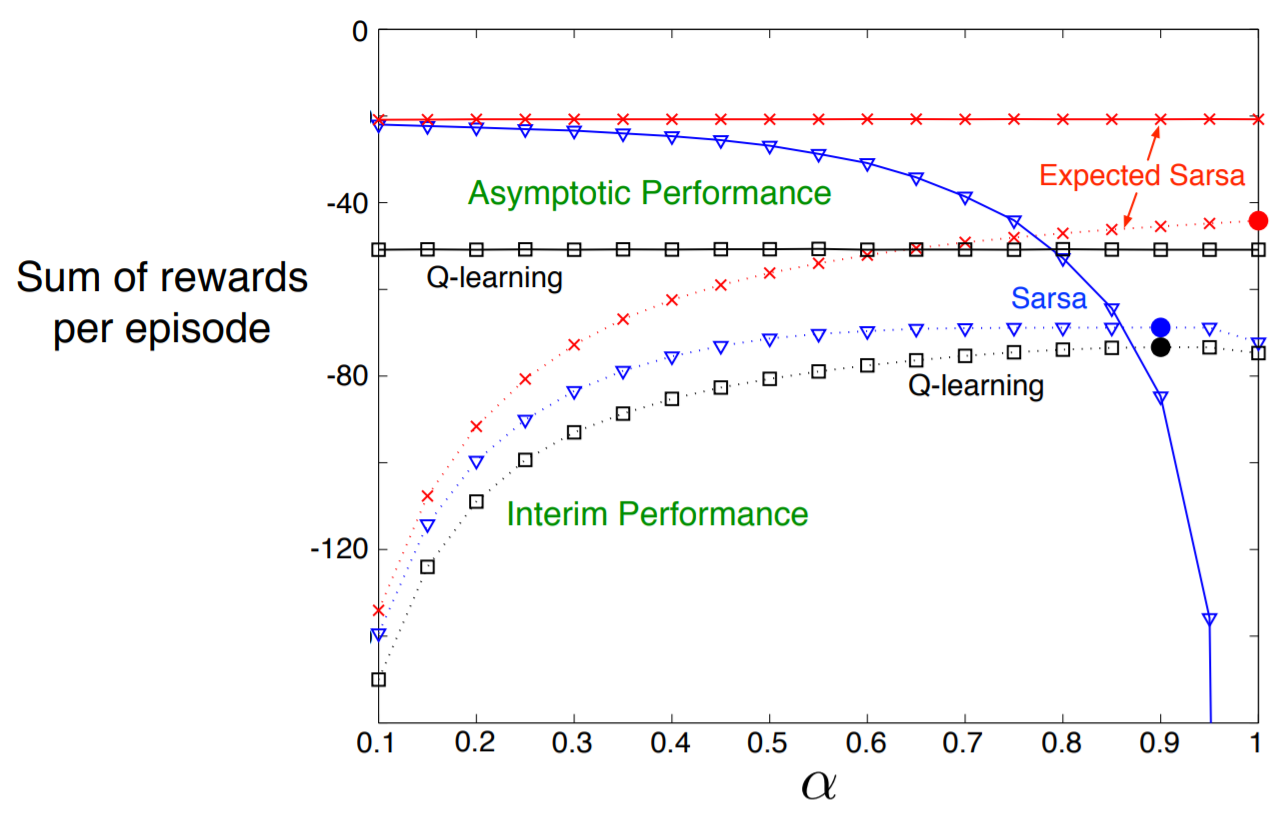 0
-40
-80
-120
Sum of rewards
per episode
Asymptotic Performance
Expected Sarsa
Q-learning
Sarsa
Q-learning
Interim Performance
0.1 0.2 0.3 0.4 0.5 0.6 0.7 0.8 0.9 1
α